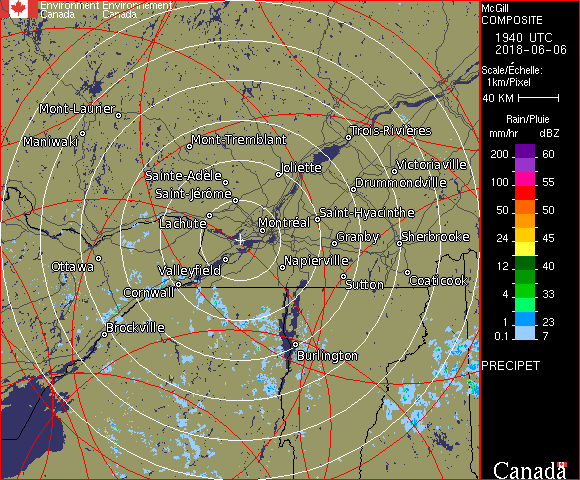 Environment Environnement
Canada Canada
McGill
COMPOSITE
1940 UTC
2018-06-06
Scale/Échelle:
1km/Pixel
40 KM
Rain/Pluie
mm/hr dBZ
200 60
150 55
100 55
50 50
24 45
12 40
4 33
1 23
0.1 7
PRECIPET
Canada
Mont-Laurier
Maniwaki
Mont-Tremblant
Trois-Rivières
Joliette
Victoriaville
Sainte-Adèle
Drummondville
Saint-Jérôme
Lachute
Saint-Hyacinthe
Montréal
Granby
Sherbrooke
Ottawa
Valleyfield
Napierville
Cornwall
Sutton
Coaticook
Brockville
Burlington